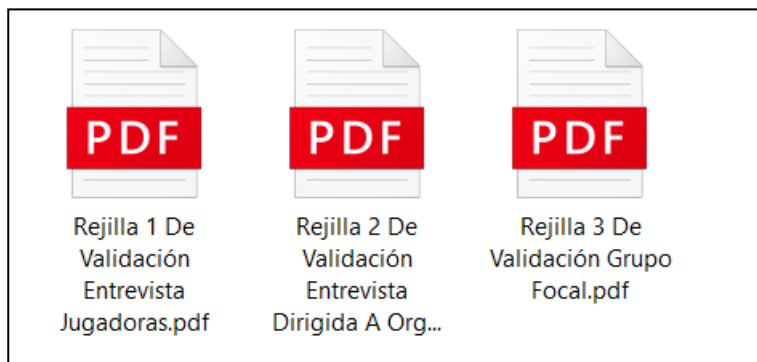 PDF
Rejilla 1 De
Validación
Entrevista
Jugadoras.pdf
PDF
Rejilla 2 De
Validación
Entrevista
Dirigida A Org...
PDF
Rejilla 3 De
Validación Grupo
Focal.pdf